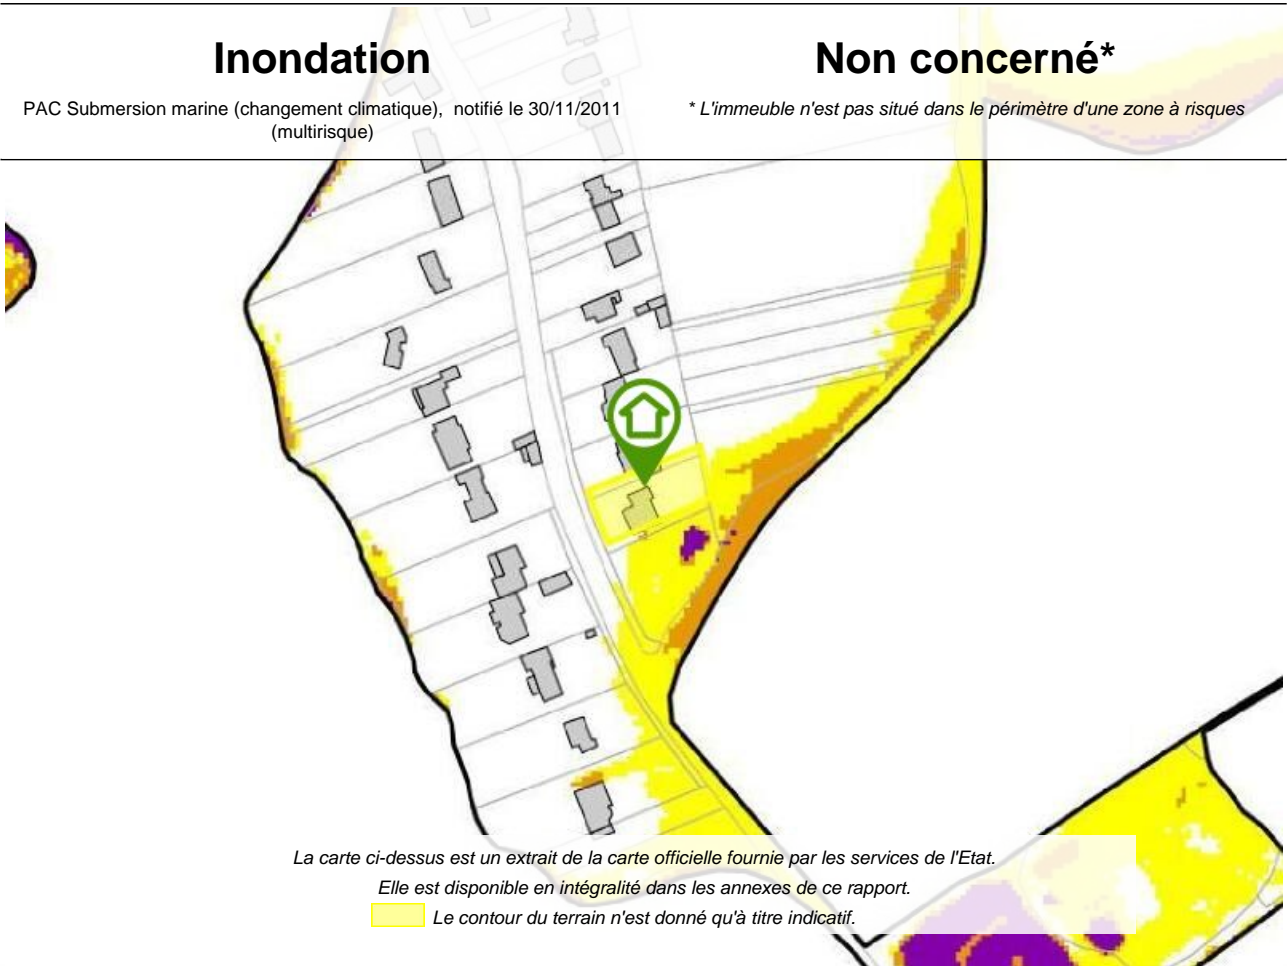 Inondation
Non concerné*
PAC Submersion marine (changement climatique),  notifié le 30/11/2011
(multirisque)
* L'immeuble n'est pas situé dans le périmètre d'une zone à risques
La carte ci-dessus est un extrait de la carte officielle fournie par les services de l'Etat.
Elle est disponible en intégralité dans les annexes de ce rapport.
Le contour du terrain n'est donné qu'à titre indicatif.